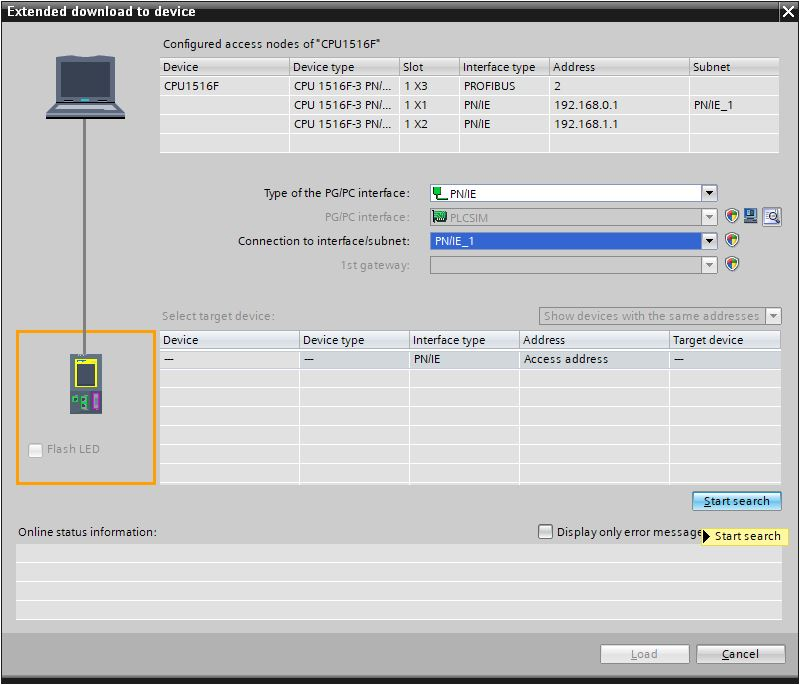 Extended download to device
Configured access nodes of "CPU1516F"
Device Device type Slot Interface type Address Subnet
CPU1516F CPU 1516F-3 PN/... 1 X3 PROFIBUS 2
CPU 1516F-3 PN/... 1 X1 PN/IE 192.168.0.1 PN/IE_1
CPU 1516F-3 PN/... 1 X2 PN/IE 192.168.1.1
Type of the PG/PC interface: PN/IE
PG/PC interface: PLCSIM
Connection to interface/subnet: PN/IE_1
1st gateway:
Select target device: Show devices with the same addresses
Device Device type Interface type Address Target device
— — PN/IE Access address —
Flash LED
Start search
Online status information: Display only error message
Start search
Load Cancel